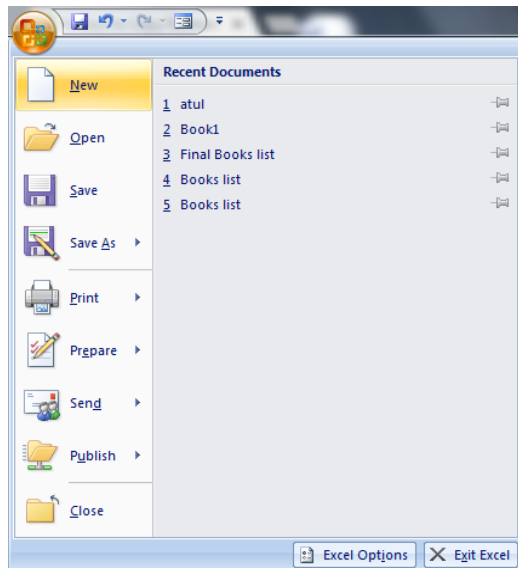 New
Open
Save
Save As
Print
Prepare
Send
Publish
Close
Recent Documents
1 atul
2 Book1
3 Final Books list
4 Books list
5 Books list
Excel Options
Exit Excel